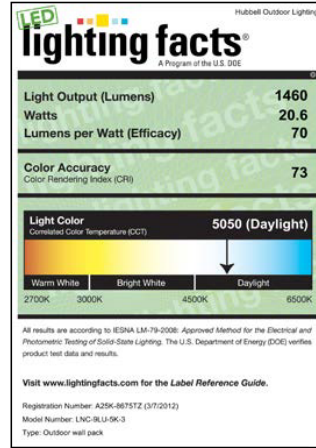 LED
Hubbell Outdoor Lighting
lighting facts®
A Program of the U.S. DOE
Light Output (Lumens) 1460
Watts 20.6
Lumens per Watt (Efficacy) 70
Color Accuracy 73
Color Rendering Index (CRI)
Light Color 5050 (Daylight)
Correlated Color Temperature (CCT)
Warm White Bright White Daylight
2700K 3000K 4500K 6500K
All results are according to IESNA LM-79-2008: Approved Method for the Electrical and
Photometric Testing of Solid-State Lighting. The U.S. Department of Energy (DOE) verifies
product test data and results.
Visit www.lightingfacts.com for the Label Reference Guide.
Registration Number: A25K-8675TZ (3/7/2012)
Model Number: LNC-9LU-5K-3
Type: Outdoor wall pack